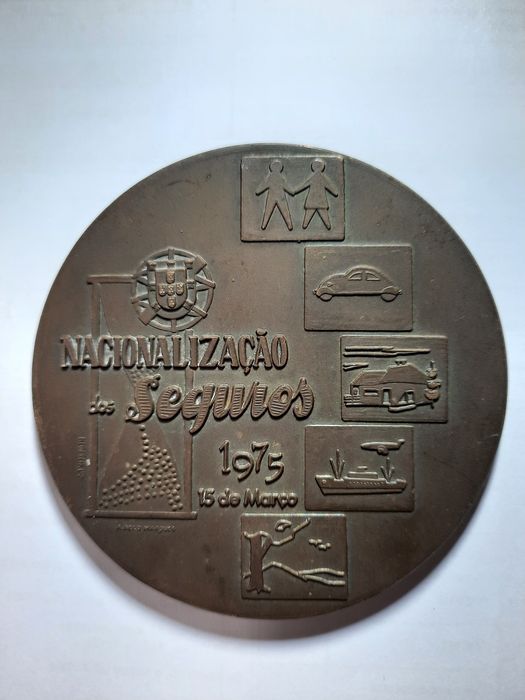 NACIONALIZAÇÃO
dos Seguros
1975
15 de Março